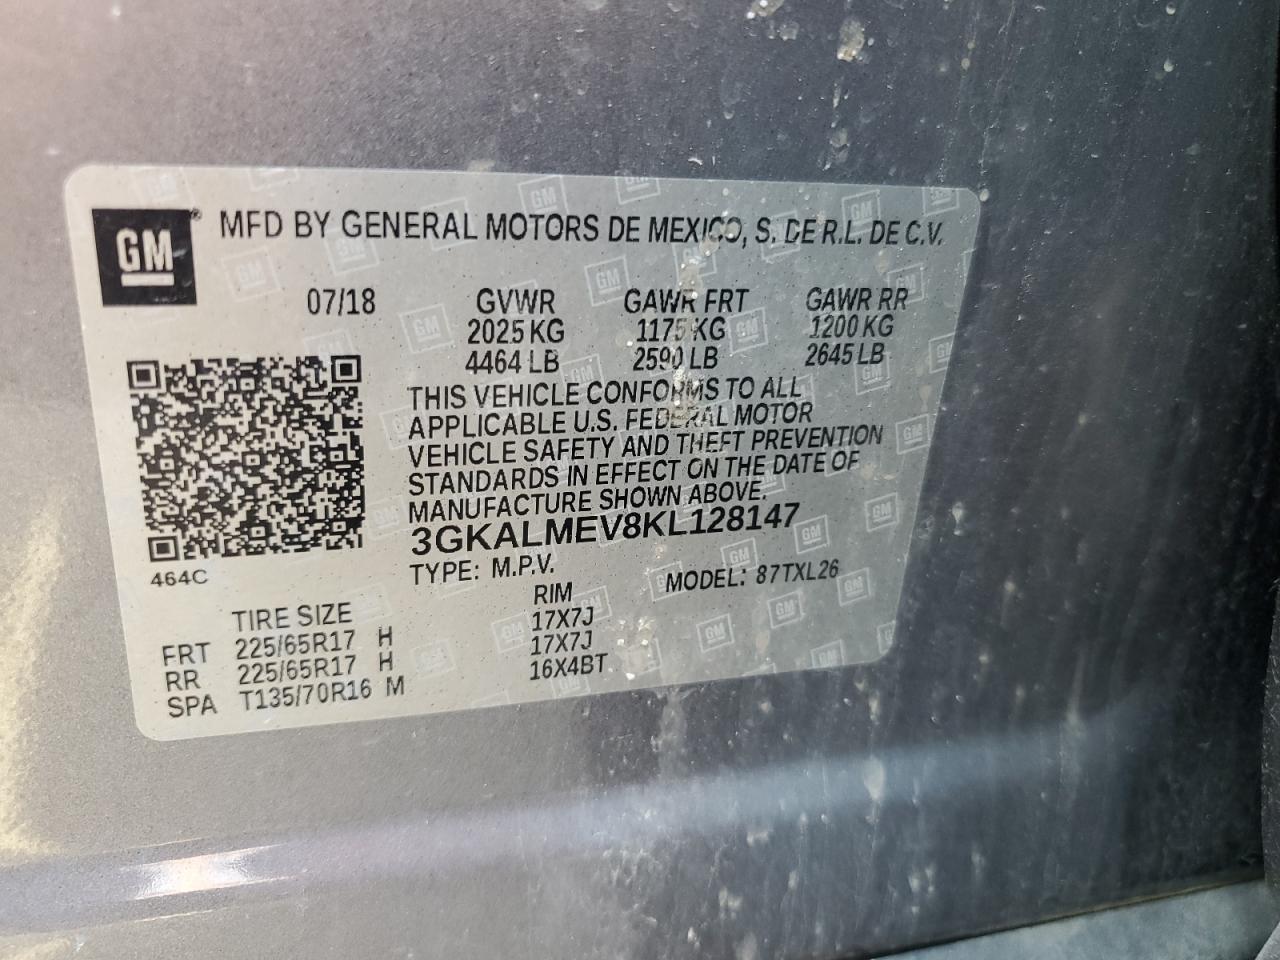 GM ® MFD BY GENERAL MOTORS DE MEXICO, S. DE R.L. DE C.V.
07/18 GVWR GAWR FRT GAWR RR
2025 KG 1175 KG 1200 KG
4464 LB 2590 LB 2645 LB
THIS VEHICLE CONFORMS TO ALL
APPLICABLE U.S. FEDERAL MOTOR
VEHICLE SAFETY AND THEFT PREVENTION
STANDARDS IN EFFECT ON THE DATE OF
MANUFACTURE SHOWN ABOVE.
3GKALMEV8KL128147
464C TYPE: M.P.V. MODEL: 87TXL26
TIRE SIZE RIM
FRT 225/65R17 H 17X7J
RR 225/65R17 H 17X7J
SPA T135/70R16 M 16X4BT